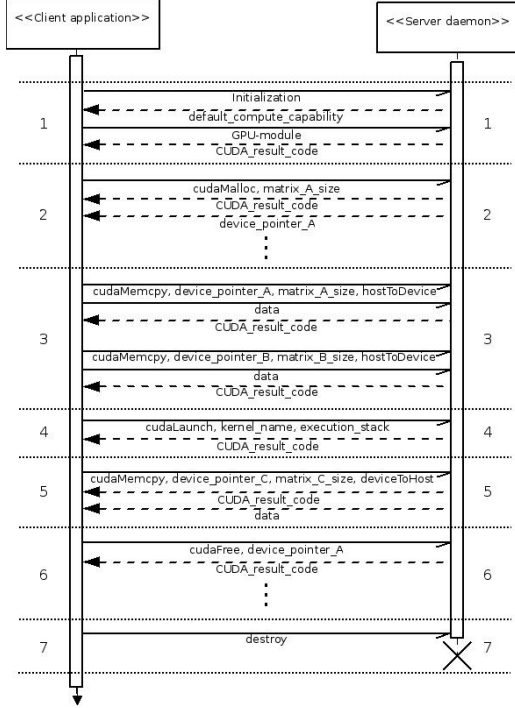 <<Client application>>
<<Server daemon>>
Initialization
default_compute_capability
1
1
GPU-module
CUDA_result_code
cudaMalloc, matrix_A_size
CUDA_result_code
2
2
device_pointer_A
cudaMemcpy, device_pointer_A, matrix_A_size, hostToDevice
data
CUDA_result_code
3
3
cudaMemcpy, device_pointer_B, matrix_B_size, hostToDevice
data
CUDA_result_code
cudaLaunch, kernel_name, execution_stack
4
4
CUDA_result_code
cudaMemcpy, device_pointer_C, matrix_C_size, deviceToHost
5
5
CUDA_result_code
data
cudaFree, device_pointer_A
CUDA_result_code
6
6
destroy
7
7